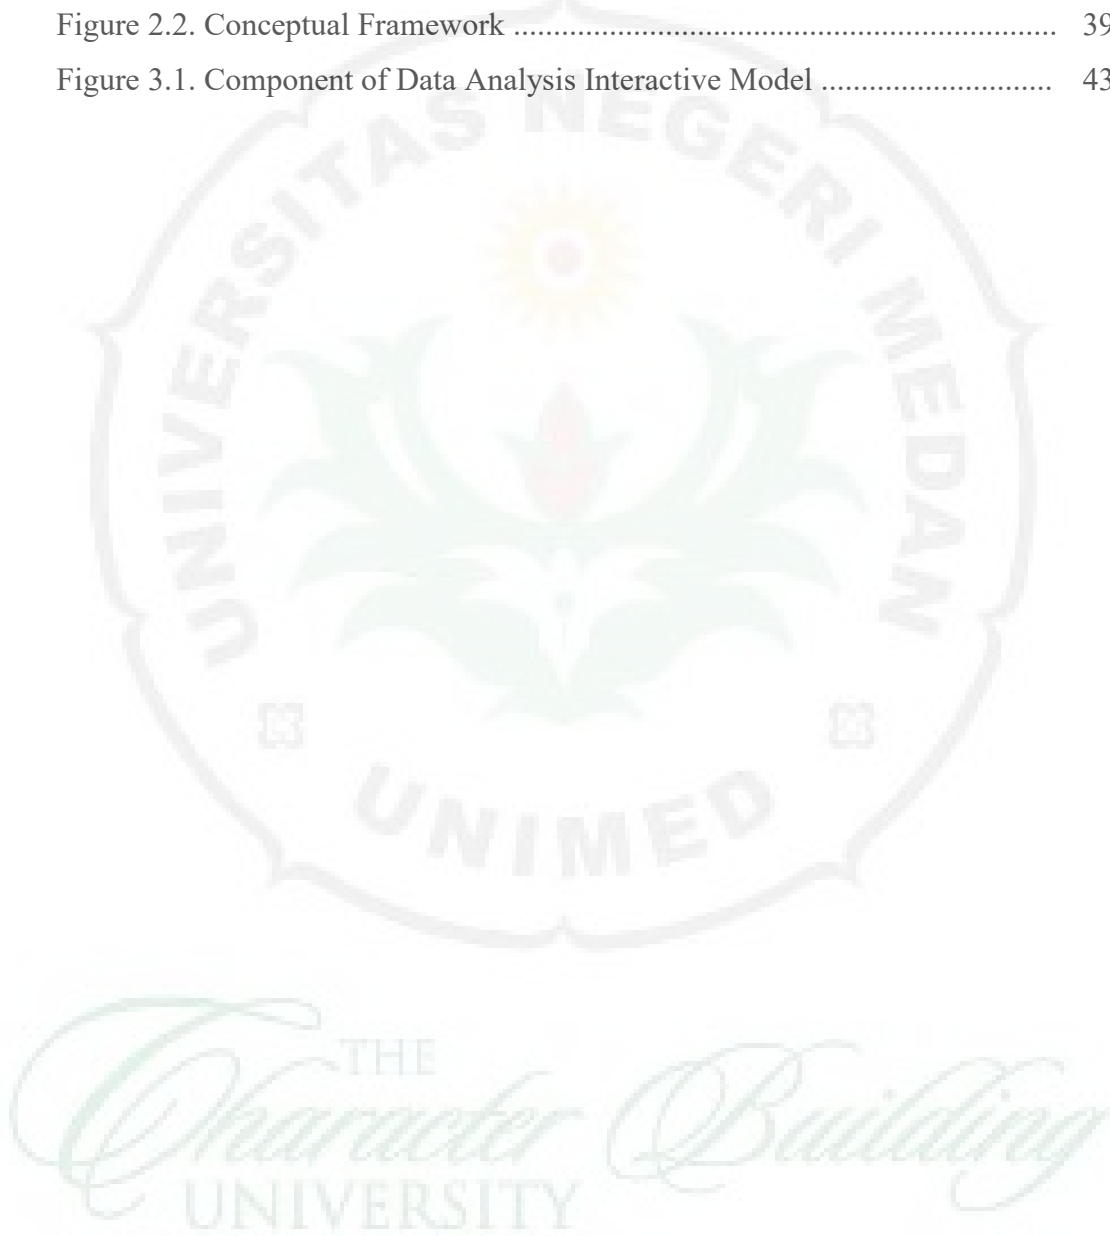 Figure 2.2. Conceptual Framework .................................................................... 39
Figure 3.1. Component of Data Analysis Interactive Model ............................. 43
UNIVERSITAS NEGERI MEDAN
UNIMED
THE
Character Building
UNIVERSITY